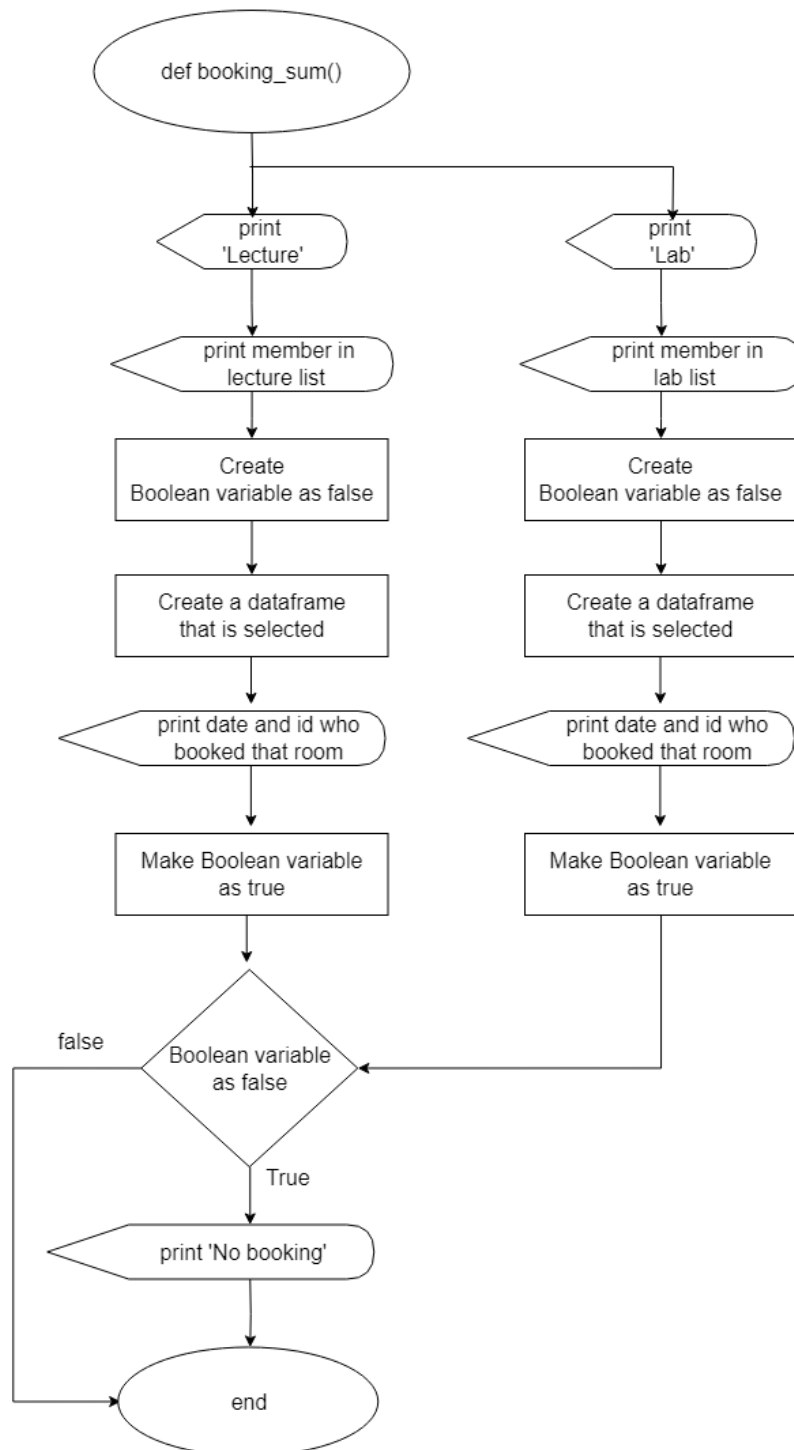 def booking_sum()
print
'Lecture'
print member in
lecture list
Create
Boolean variable as false
Create a dataframe
that is selected
print date and id who
booked that room
Make Boolean variable
as true
print
'Lab'
print member in
lab list
Create
Boolean variable as false
Create a dataframe
that is selected
print date and id who
booked that room
Make Boolean variable
as true
false
Boolean variable
as false
True
print 'No booking'
end